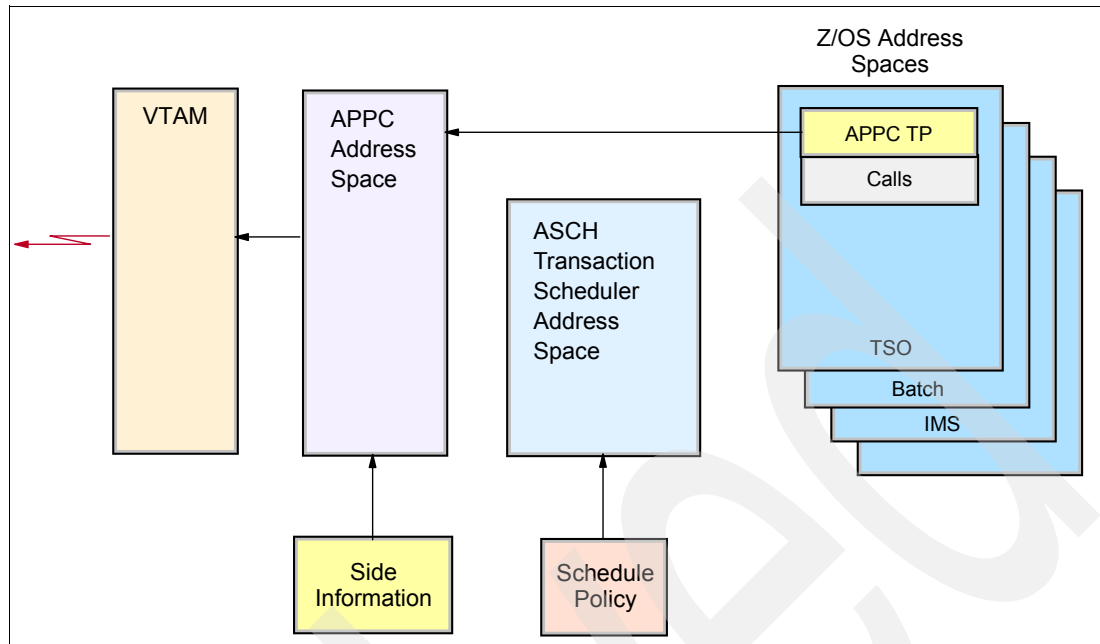 Z/OS Address
Spaces
VTAM
APPC
Address
Space
APPC TP
Calls
ASCH
Transaction
Scheduler
Address
Space
TSO
Batch
IMS
Side
Information
Schedule
Policy